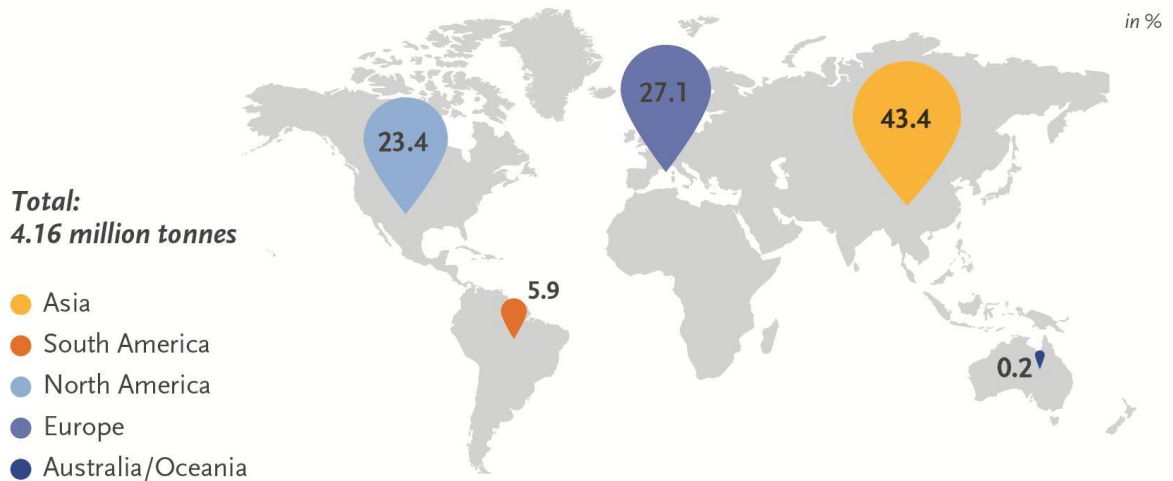 in %
27.1
43.4
23.4
Total:
4.16 million tonnes
5.9
Asia
South America
0.2
North America
Europe
Australia/Oceania